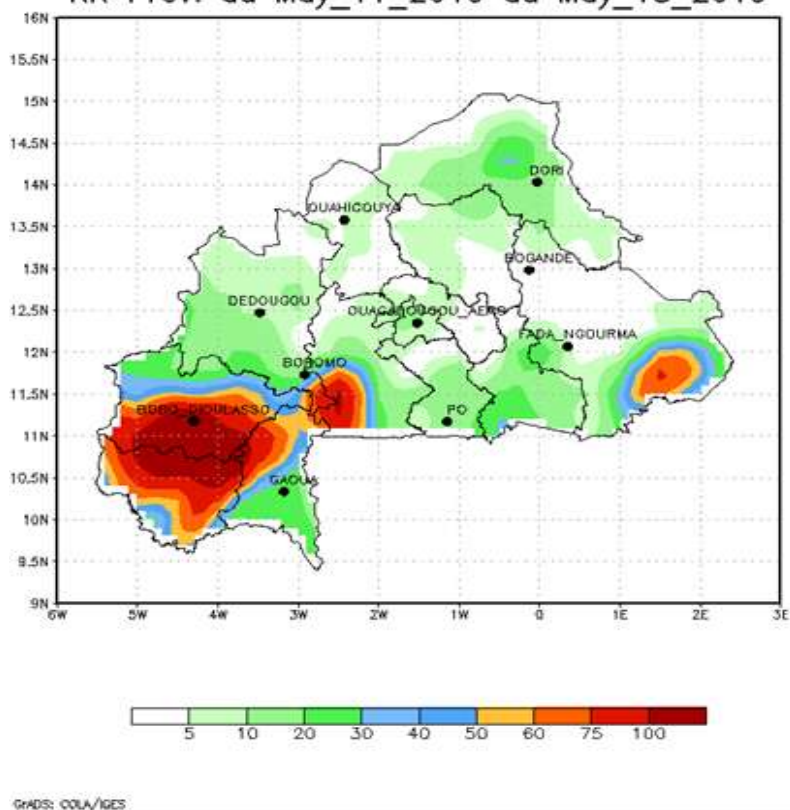 16N
15.5N
15N
14.5N
14N
13.5N
13N
12.5N
12N
11.5N
11N
10.5N
10N
9.5N
9N
DORI
OUAHIGOUYA
BOGANDE
DEDOUGOU
OUAGADOUGOU_AERO
FADA_NGOURMA
BOROMO
BOBO_DIOULASSO
PO
GAOUA
6W 5W 4W 3W 2W 1W 0 1E 2E 3E
5 10 20 30 40 50 60 75 100
GrADS: COLA/IGES